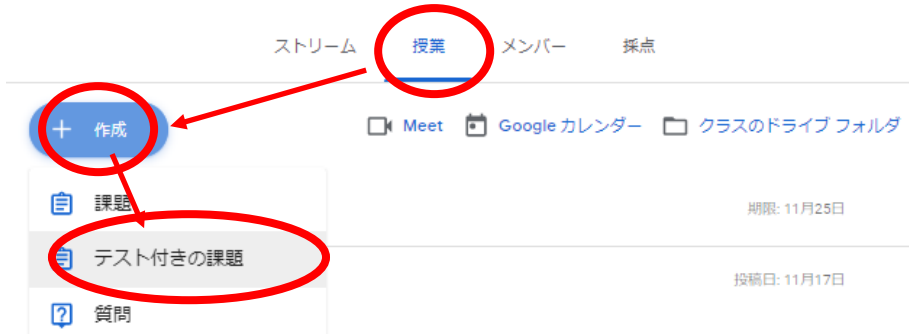 ストリーム 授業 メンバー 採点
+ 作成 Meet Google カレンダー クラスのドライブ フォルダ
課題 期限: 11月25日
テスト付きの課題
投稿日: 11月17日
質問